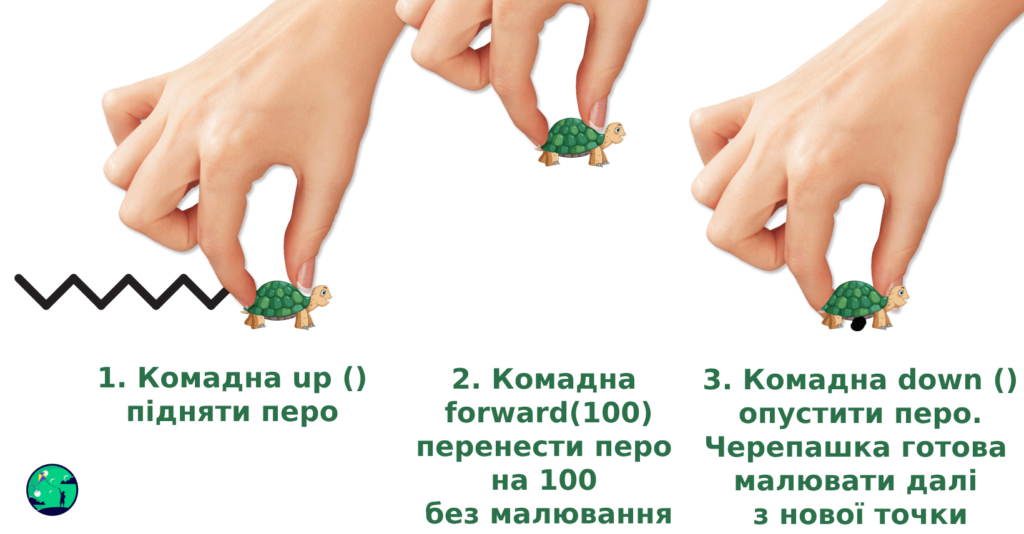 1. Комадна up ()
підняти перо
2. Комадна
forward(100)
перенести перо
на 100
без малювання
3. Комадна down ()
опустити перо.
Черепашка готова
малювати далі
з нової точки